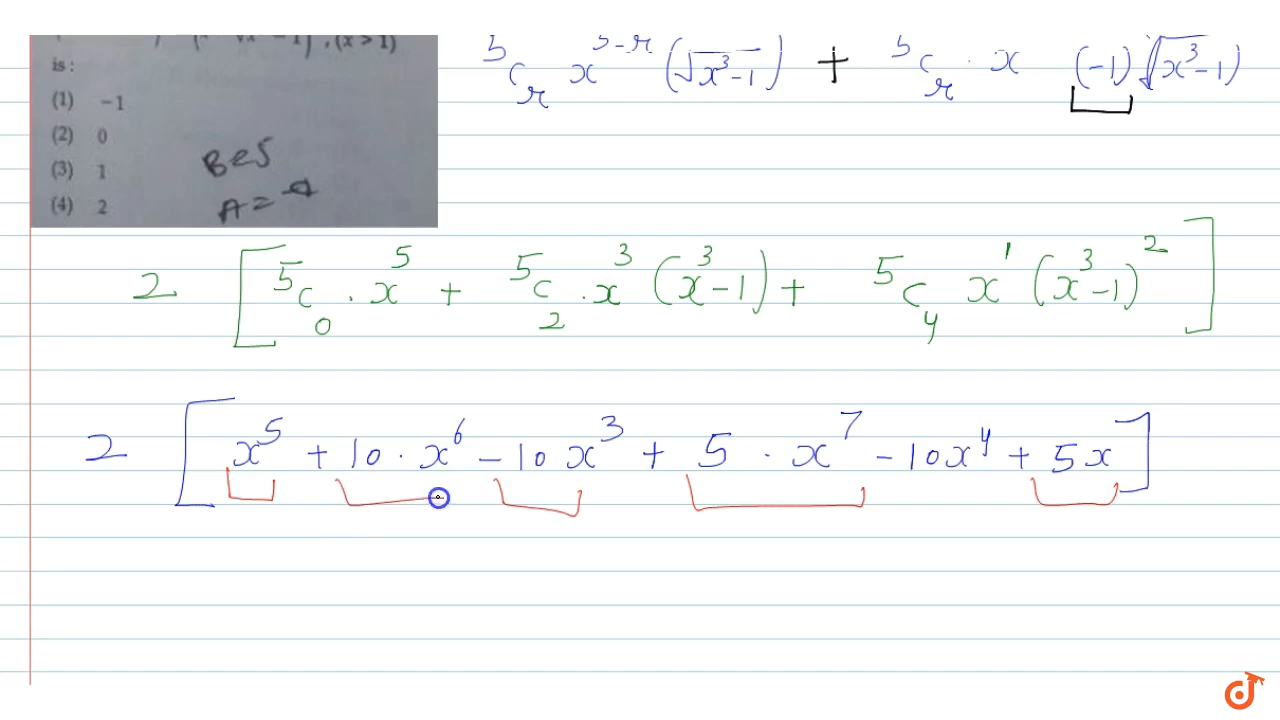 , (x > 1)
⁵Cᵣ x⁵⁻ʳ (√x³-1) + ⁵Cᵣ · x (-1) √x³-1)
is :
(1) -1
(2) 0
(3) 1
(4) 2
2 [⁵C₀ · x⁵ + ⁵C₂ · x³ (x³-1) + ⁵C₄ x¹ (x³-1)²]
2 [x⁵ + 10 · x⁶ - 10 x³ + 5 · x⁷ - 10x⁴ + 5x]